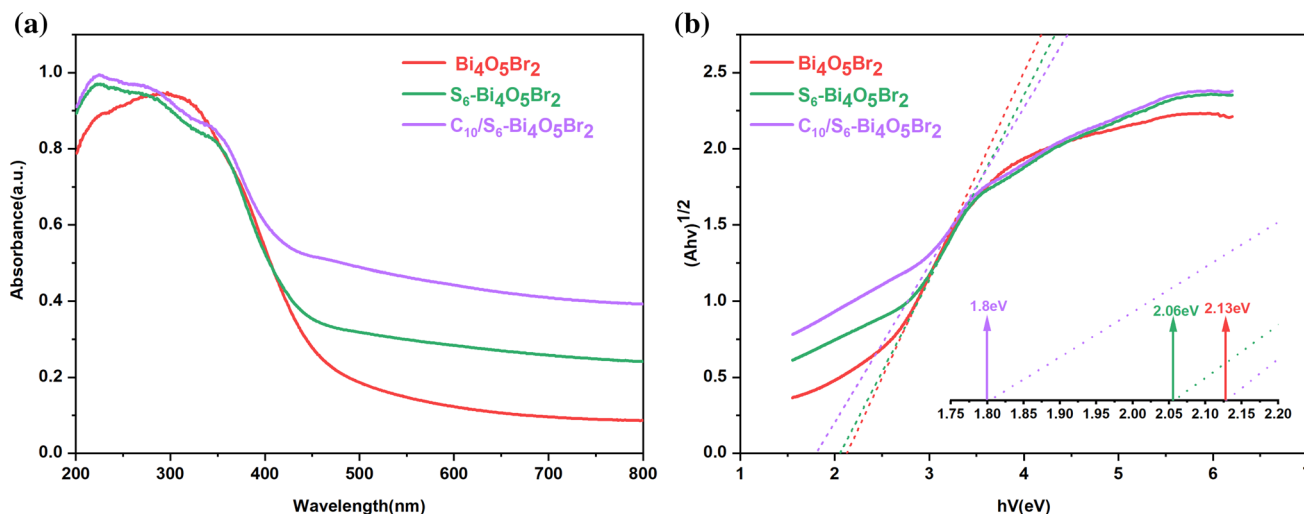 (a)
1.0
0.8
0.6
0.4
0.2
0.0
Absorbance(a.u.)
200 300 400 500 600 700 800
Wavelength(nm)
Bi4O5Br2
S6-Bi4O5Br2
C10/S6-Bi4O5Br2
(b)
2.5
2.0
1.5
1.0
0.5
0.0
(Ahv)1/2
1 2 3 4 5 6
hV(eV)
Bi4O5Br2
S6-Bi4O5Br2
C10/S6-Bi4O5Br2
1.8eV
2.06eV
2.13eV
1.75 1.80 1.85 1.90 1.95 2.00 2.05 2.10 2.15 2.20